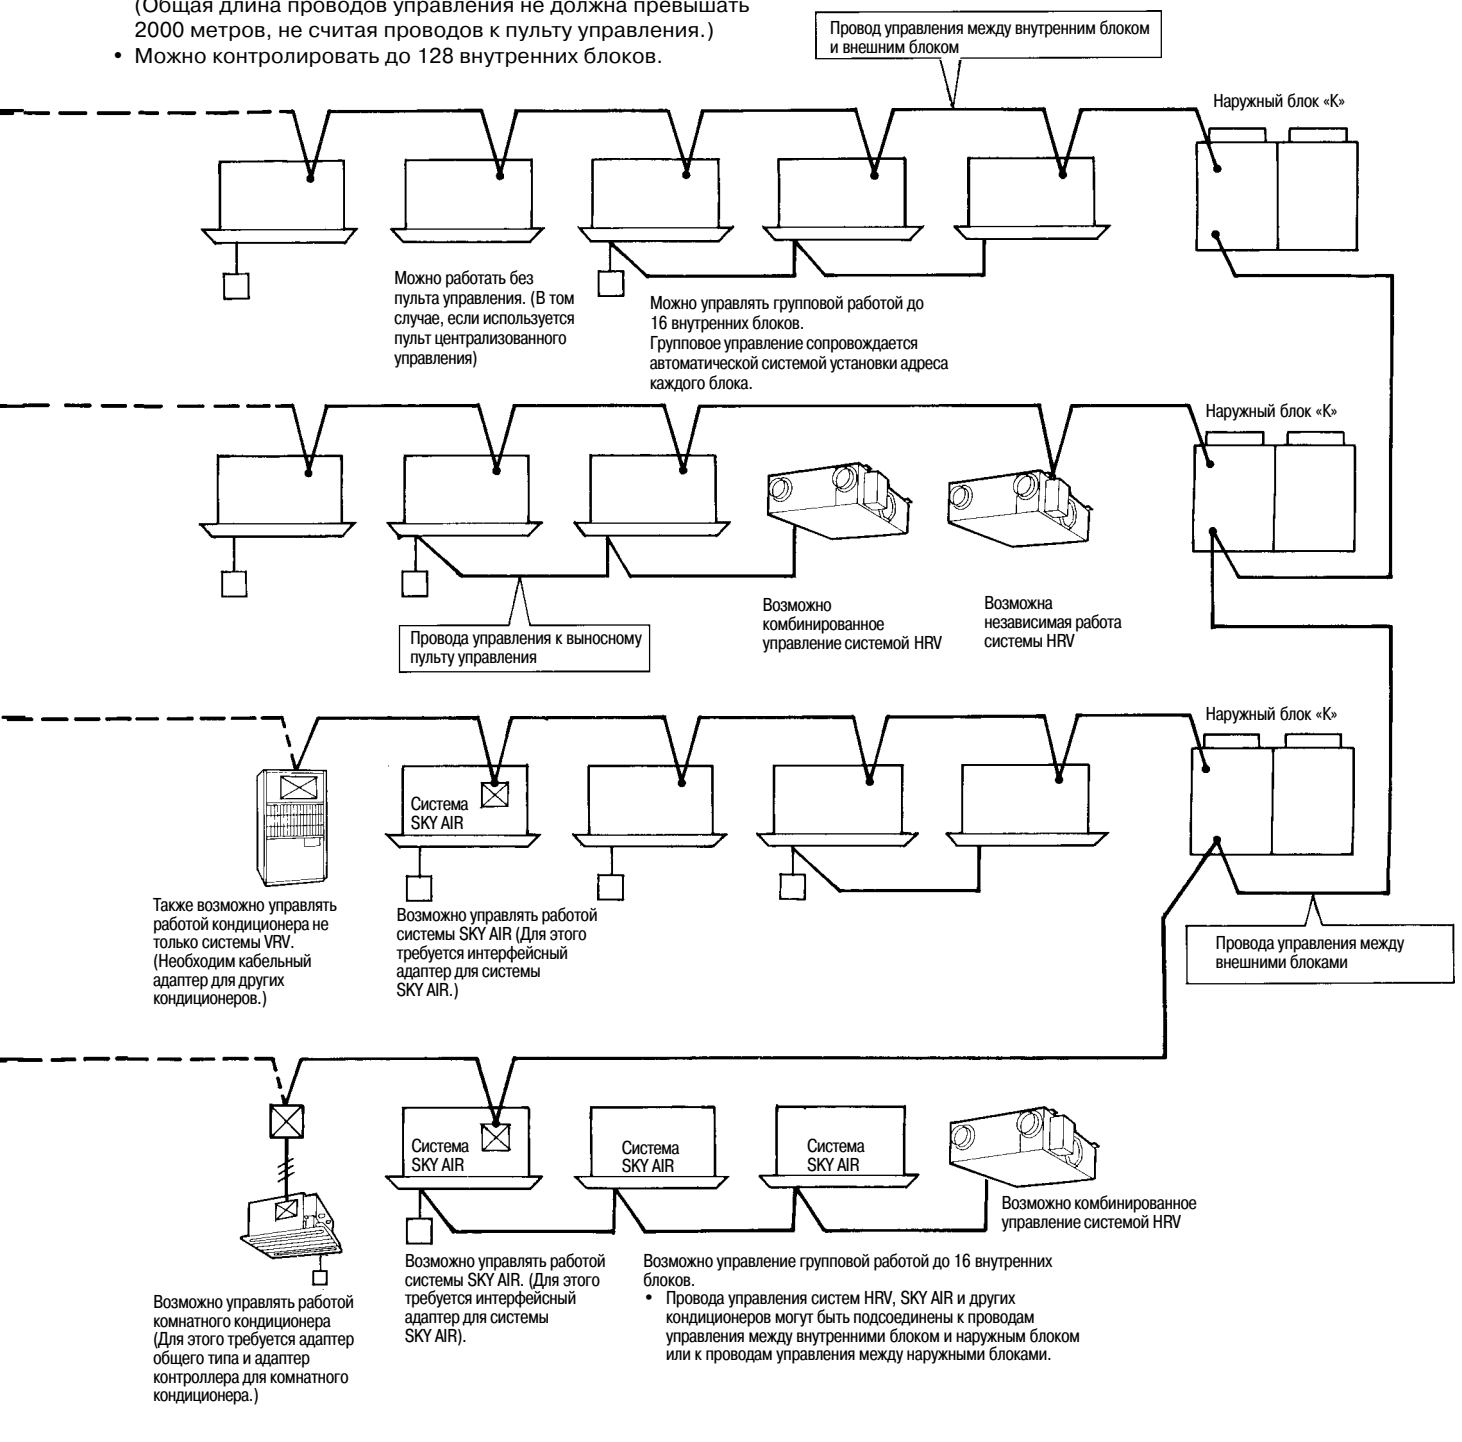 (Общая длина проводов управления не должна превышать
2000 метров, не считая проводов к пульту управления.)
• Можно контролировать до 128 внутренних блоков.
Провод управления между внутренним блоком
и внешним блоком
Наружный блок «К»
Можно работать без
пульта управления. (В том
случае, если используется
пульт централизованного
управления)
Можно управлять групповой работой до
16 внутренних блоков.
Групповое управление сопровождается
автоматической системой установки адреса
каждого блока.
Наружный блок «К»
Провода управления к выносному
пульту управления
Возможно
комбинированное
управление системой HRV
Возможна
независимая работа
системы HRV
Наружный блок «К»
Система
SKY AIR
Также возможно управлять
работой кондиционера не
только системы VRV.
(Необходим кабельный
адаптер для других
кондиционеров.)
Возможно управлять работой
системы SKY AIR (Для этого
требуется интерфейсный
адаптер для системы
SKY AIR.)
Провода управления между
внешними блоками
Система
SKY AIR
Система
SKY AIR
Система
SKY AIR
Возможно комбинированное
управление системой HRV
Возможно управлять работой
комнатного кондиционера
(Для этого требуется адаптер
общего типа и адаптер
контроллера для комнатного
кондиционера.)
Возможно управлять работой
системы SKY AIR. (Для этого
требуется интерфейсный
адаптер для системы
SKY AIR).
Возможно управление групповой работой до 16 внутренних
блоков.
• Провода управления систем HRV, SKY AIR и других
кондиционеров могут быть подсоединены к проводам
управления между внутренними блоком и наружным блоком
или к проводам управления между наружными блоками.